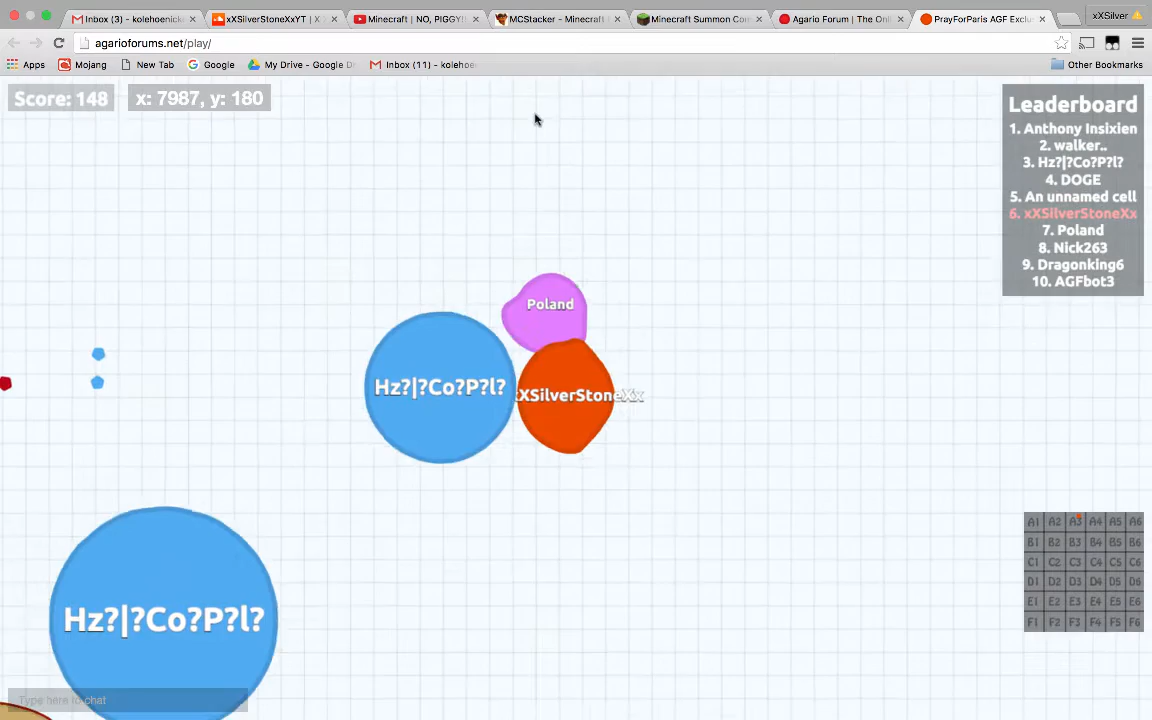 Inbox (3) - kolehoenick
xXSilverStoneXxYT | X
Minecraft | NO, PIGGY!
MCStacker - Minecraft
Minecraft Summon Com
Agario Forum | The Onli
PrayForParis AGF Exclu
xXSilver
agarioforums.net/play/
Apps
Mojang
New Tab
Google
My Drive - Google Dr
Inbox (11) - kolehoe
Other Bookmarks
Score: 148
x: 7987, y: 180
Leaderboard
1. Anthony Insixien
2. walker..
3. Hz?|?Co?P?l?
4. DOGE
5. An unnamed cell
6. xXSilverStoneXx
7. Poland
8. Nick263
9. Dragonking6
10. AGFbot3
Poland
Hz?|?Co?P?l?
xXSilverStoneXx
A1 A2 A3 A4 A5 A6
B1 B2 B3 B4 B5 B6
C1 C2 C3 C4 C5 C6
D1 D2 D3 D4 D5 D6
E1 E2 E3 E4 E5 E6
F1 F2 F3 F4 F5 F6
Hz?|?Co?P?l?
Type here to chat